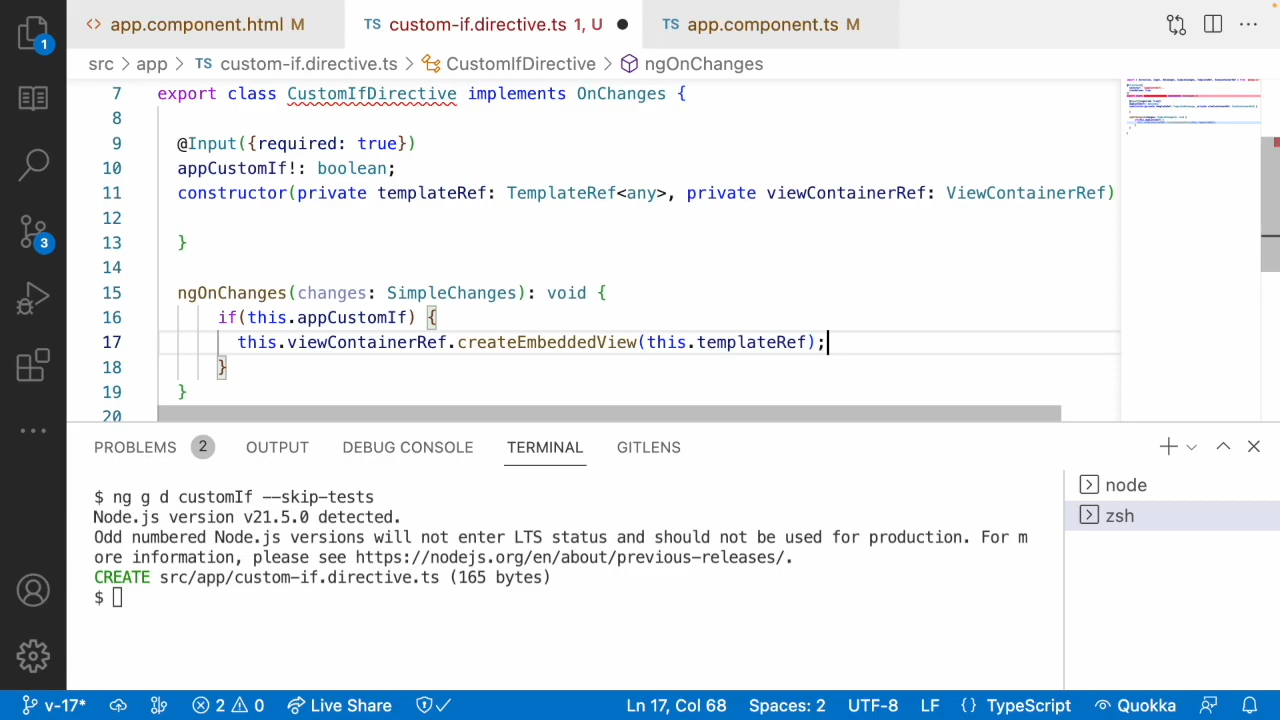 1
app.component.html M
TS custom-if.directive.ts 1, U
TS app.component.ts M
src > app > TS custom-if.directive.ts > CustomIfDirective > ngOnChanges
7 export class CustomIfDirective implements OnChanges {
8
9 @Input({required: true})
10 appCustomIf!: boolean;
11 constructor(private templateRef: TemplateRef<any>, private viewContainerRef: ViewContainerRef)
12
13 }
14
15 ngOnChanges(changes: SimpleChanges): void {
16 if(this.appCustomIf) {
17 this.viewContainerRef.createEmbeddedView(this.templateRef);
18 }
19 }
20
3
PROBLEMS 2 OUTPUT DEBUG CONSOLE TERMINAL GITLENS
$ ng g d customIf --skip-tests
Node.js version v21.5.0 detected.
Odd numbered Node.js versions will not enter LTS status and should not be used for production. For m
ore information, please see https://nodejs.org/en/about/previous-releases/.
CREATE src/app/custom-if.directive.ts (165 bytes)
$
node
zsh
v-17* 2 0 Live Share Ln 17, Col 68 Spaces: 2 UTF-8 LF {} TypeScript Quokka